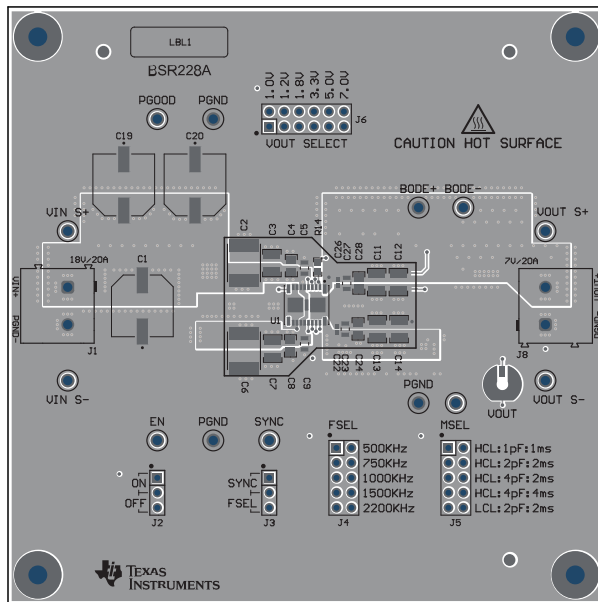 LBL1
BSR228A
PGOOD PGND
1.0V
1.2V
1.8V
3.3V
5.0V
7.0V
J6
VOUT SELECT
CAUTION HOT SURFACE
C19
C20
BODE+ BODE-
VIN S+
VOUT S+
C2
C3
C4
C5
R14
C26
C27
C28
C11
C12
18V/20A
C1
7V/20A
VIN+
PGND-
J1
U1
VOUT+
PGND-
J8
C6
C7
C8
C9
C22
C23
C24
C13
C14
VIN S-
PGND
VOUT
VOUT S-
EN PGND SYNC
FSEL
MSEL
ON
OFF
J2
SYNC
FSEL
J3
500KHz
750KHz
1000KHz
1500KHz
2200KHz
J4
HCL:1pF:1ms
HCL:2pF:2ms
HCL:4pF:2ms
HCL:4pF:4ms
LCL:2pF:2ms
J5
TEXAS
INSTRUMENTS